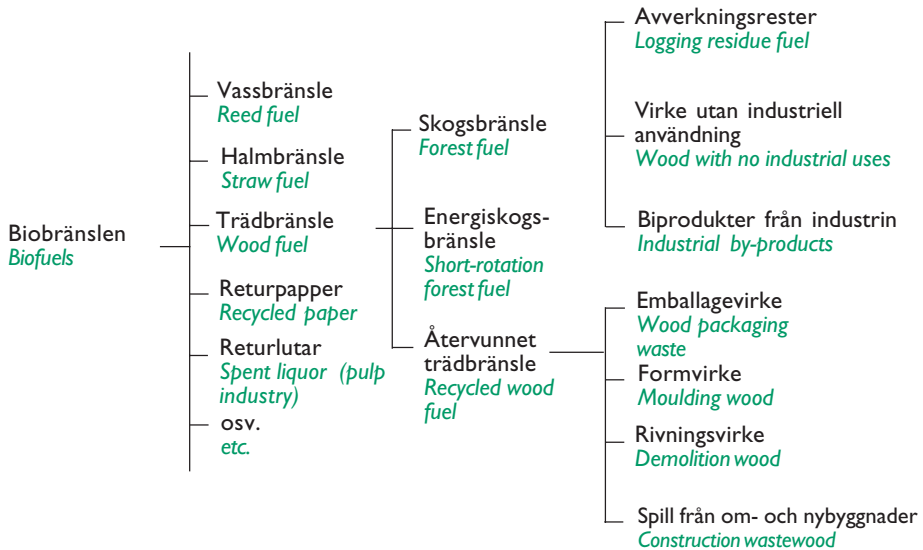 Biobränslen
Biofuels
Vassbränsle
Reed fuel
Halmbränsle
Straw fuel
Trädbränsle
Wood fuel
Returpapper
Recycled paper
Returlutar
Spent liquor (pulp
industry)
osv.
etc.
Skogsbränsle
Forest fuel
Energiskogs-
bränsle
Short-rotation
forest fuel
Återvunnet
trädbränsle
Recycled wood
fuel
Avverkningsrester
Logging residue fuel
Virke utan industriell
användning
Wood with no industrial uses
Biprodukter från industrin
Industrial by-products
Emballagevirke
Wood packaging
waste
Formvirke
Moulding wood
Rivningsvirke
Demolition wood
Spill från om- och nybyggnader
Construction wastewood